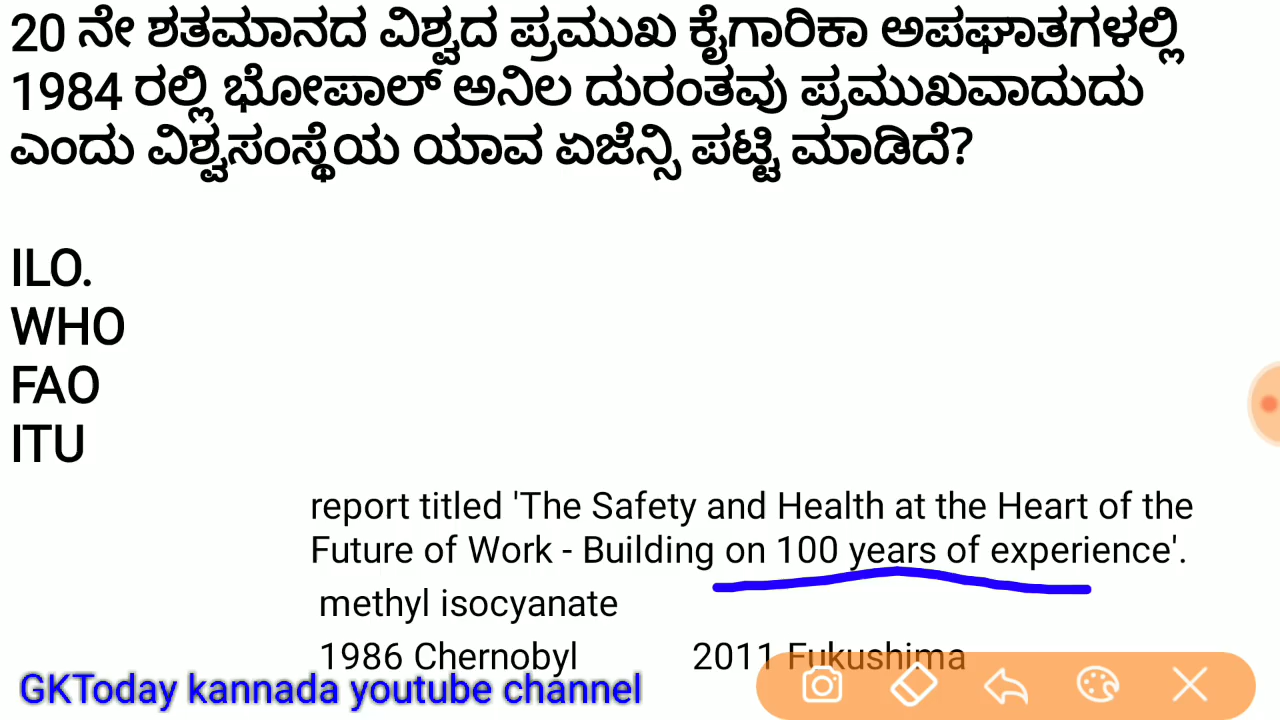 20 ನೇ ಶತಮಾನದ ವಿಶ್ವದ ಪ್ರಮುಖ ಕೈಗಾರಿಕಾ ಅಪಘಾತಗಳಲ್ಲಿ
1984 ರಲ್ಲಿ ಭೋಪಾಲ್ ಅನಿಲ ದುರಂತವು ಪ್ರಮುಖವಾದುದು
ಎಂದು ವಿಶ್ವಸಂಸ್ಥೆಯ ಯಾವ ಏಜೆನ್ಸಿ ಪಟ್ಟಿ ಮಾಡಿದೆ?
ILO.
WHO
FAO
ITU
report titled 'The Safety and Health at the Heart of the
Future of Work - Building on 100 years of experience'.
methyl isocyanate
1986 Chernobyl 2011 Fukushima
GKToday kannada youtube channel